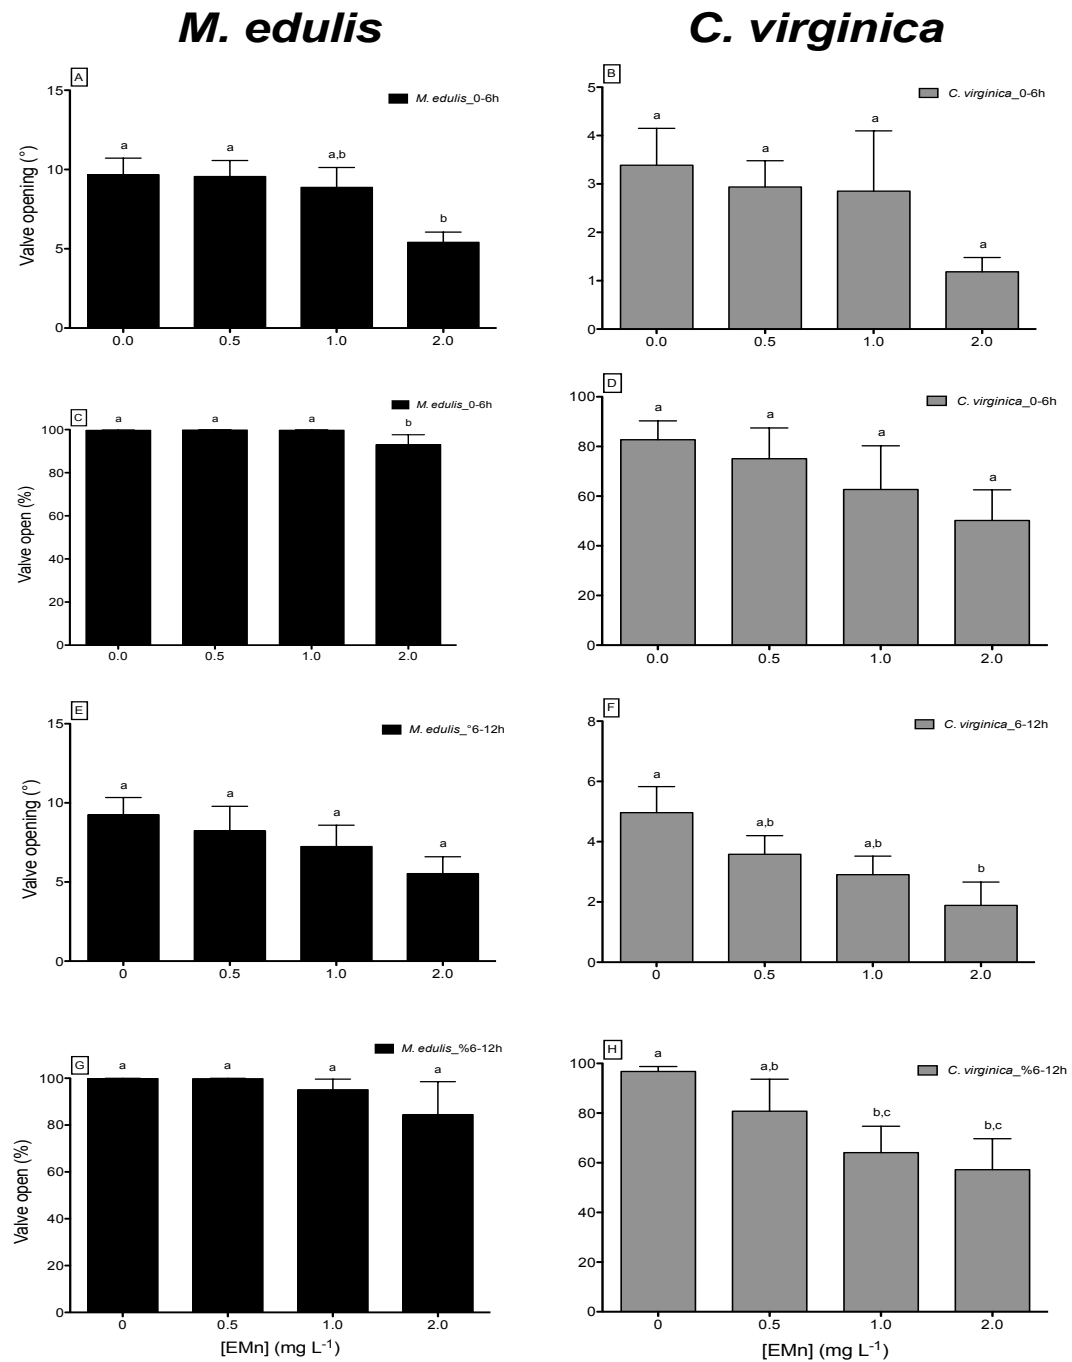 M. edulis
C. virginica
A
M. edulis_0-6h
Valve opening (°)
15
10
5
0
a
a
a,b
b
0.0
0.5
1.0
2.0
B
C. virginica_0-6h
5
4
3
2
1
0
a
a
a
a
0.0
0.5
1.0
2.0
C
M. edulis_0-6h
Valve open (%)
100
80
60
40
20
0
a
a
a
b
0.0
0.5
1.0
2.0
D
C. virginica_0-6h
100
80
60
40
20
0
a
a
a
a
0.0
0.5
1.0
2.0
E
M. edulis_°6-12h
Valve opening (°)
15
10
5
0
a
a
a
a
0
0.5
1.0
2.0
F
C. virginica_6-12h
8
6
4
2
0
a
a,b
a,b
b
0
0.5
1.0
2.0
G
M. edulis_%6-12h
Valve open (%)
100
80
60
40
20
0
a
a
a
a
0
0.5
1.0
2.0
[EMn] (mg L-1)
H
C. virginica_%6-12h
100
80
60
40
20
0
a
a,b
b,c
b,c
0
0.5
1.0
2.0
[EMn] (mg L-1)